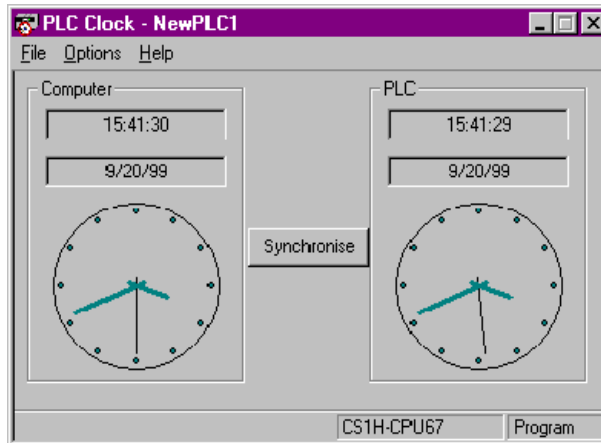 PLC Clock - NewPLC1
File Options Help
Computer
15:41:30
9/20/99
Synchronise
PLC
15:41:29
9/20/99
CS1H-CPU67
Program